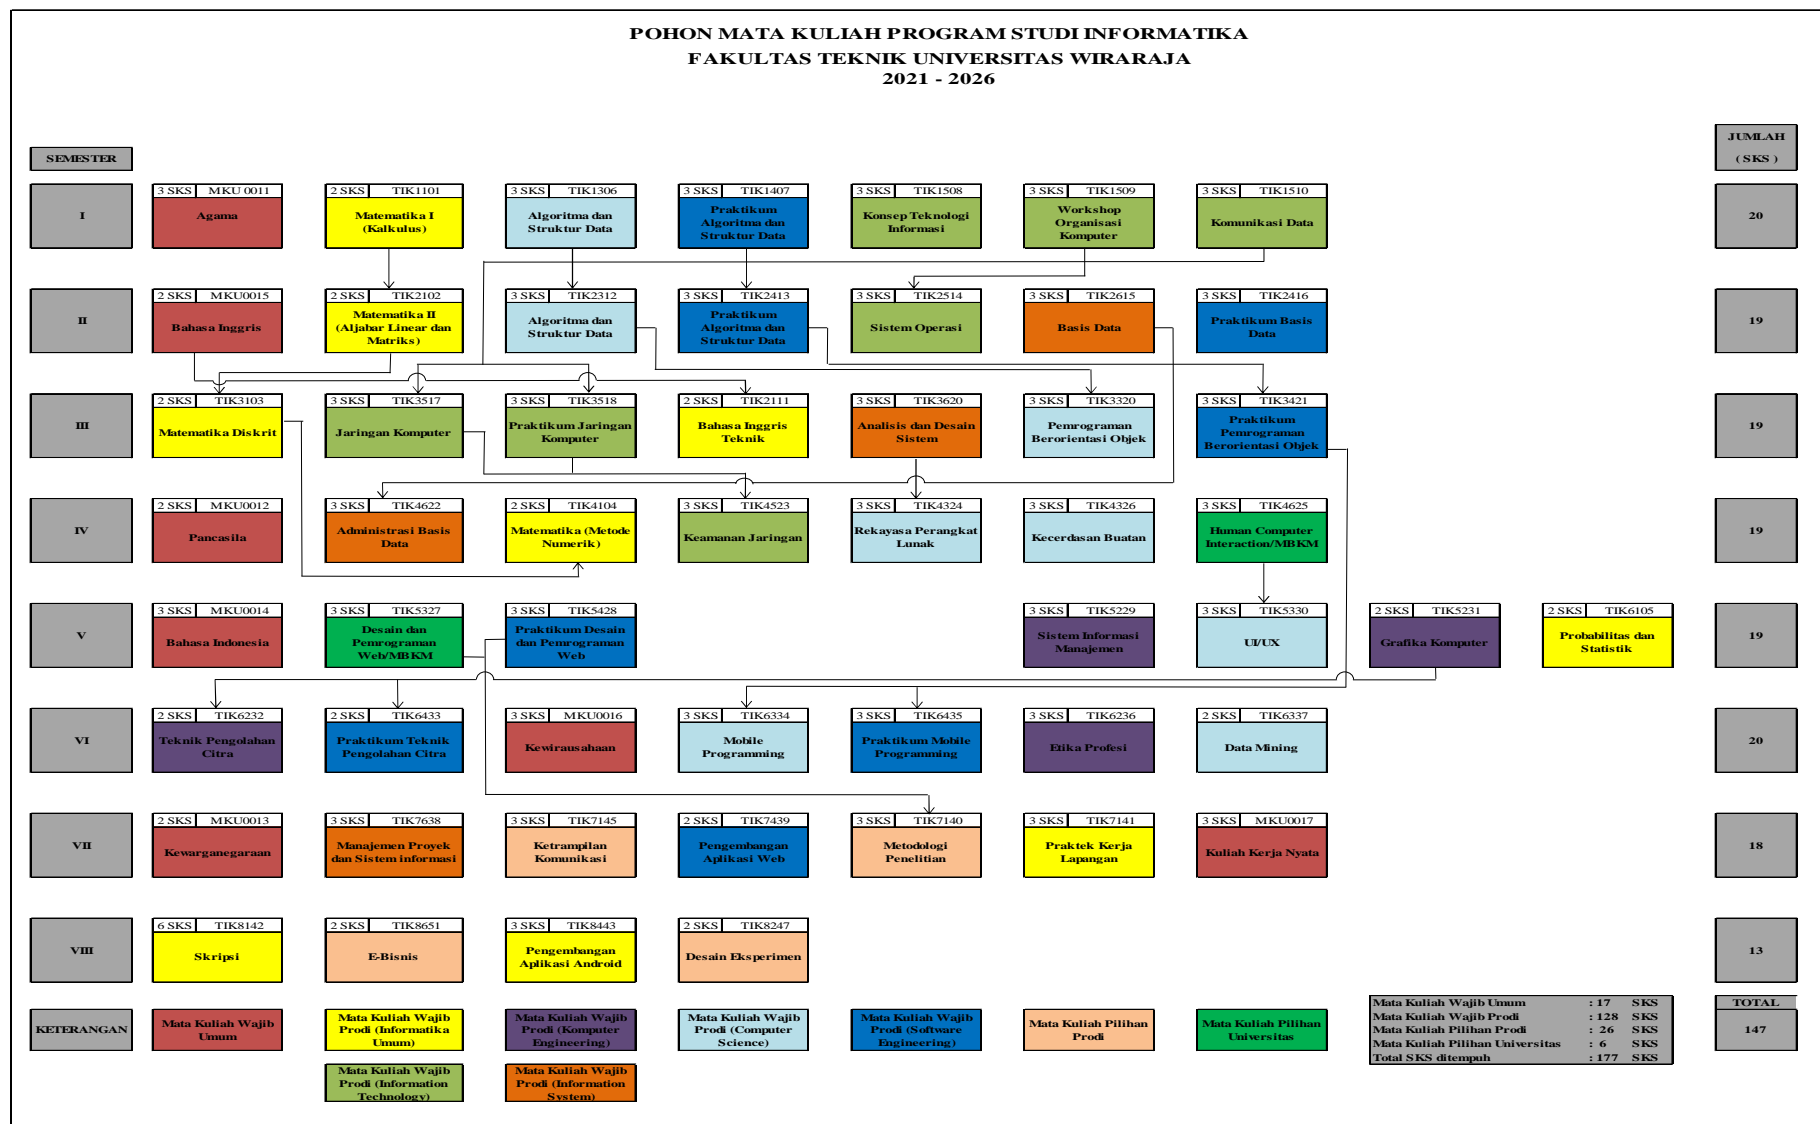 POHON MATA KULIAH PROGRAM STUDI INFORMATIKA
FAKULTAS TEKNIK UNIVERSITAS WIRARAJA
2021 - 2026
SEMESTER
JUMLAH
( SKS )
I
3 SKS MKU 0011
Agama
2 SKS TIK1101
Matematika I
(Kalkulus)
3 SKS TIK1306
Algoritma dan
Struktur Data
3 SKS TIK1407
Praktikum
Algoritma dan
Struktur Data
3 SKS TIK1508
Konsep Teknologi
Informasi
3 SKS TIK1509
Workshop
Organisasi
Komputer
3 SKS TIK1510
Komunikasi Data
20
II
2 SKS MKU0015
Bahasa Inggris
2 SKS TIK2102
Matematika II
(Aljabar Linear dan
Matriks)
3 SKS TIK2312
Algoritma dan
Struktur Data
3 SKS TIK2413
Praktikum
Algoritma dan
Struktur Data
3 SKS TIK2514
Sistem Operasi
3 SKS TIK2615
Basis Data
3 SKS TIK2416
Praktikum Basis
Data
19
III
2 SKS TIK3103
Matematika Diskrit
3 SKS TIK3517
Jaringan Komputer
3 SKS TIK3518
Praktikum Jaringan
Komputer
2 SKS TIK2111
Bahasa Inggris
Teknik
3 SKS TIK3620
Analisis dan Desain
Sistem
3 SKS TIK3320
Pemrograman
Berorientasi Objek
3 SKS TIK3421
Praktikum
Pemrograman
Berorientasi Objek
19
IV
2 SKS MKU0012
Pancasila
3 SKS TIK4622
Administrasi Basis
Data
2 SKS TIK4104
Matematika (Metode
Numerik)
3 SKS TIK4523
Keamanan Jaringan
3 SKS TIK4324
Rekayasa Perangkat
Lunak
3 SKS TIK4326
Kecerdasan Buatan
3 SKS TIK4625
Human Computer
Interaction/MBKM
19
V
3 SKS MKU0014
Bahasa Indonesia
3 SKS TIK5327
Desain dan
Pemrograman
Web/MBKM
3 SKS TIK5428
Praktikum Desain
dan Pemrograman
Web
3 SKS TIK5229
Sistem Informasi
Manajemen
3 SKS TIK5330
UI/UX
2 SKS TIK5231
Grafika Komputer
2 SKS TIK6105
Probabilitas dan
Statistik
19
VI
2 SKS TIK6232
Teknik Pengolahan
Citra
2 SKS TIK6433
Praktikum Teknik
Pengolahan Citra
3 SKS MKU0016
Kewirausahaan
3 SKS TIK6334
Mobile
Programming
3 SKS TIK6435
Praktikum Mobile
Programming
3 SKS TIK6236
Etika Profesi
2 SKS TIK6337
Data Mining
20
VII
2 SKS MKU0013
Kewarganegaraan
3 SKS TIK7638
Manajemen Proyek
dan Sistem informasi
3 SKS TIK7145
Ketrampilan
Komunikasi
2 SKS TIK7439
Pengembangan
Aplikasi Web
3 SKS TIK7140
Metodologi
Penelitian
3 SKS TIK7141
Praktek Kerja
Lapangan
3 SKS MKU0017
Kuliah Kerja Nyata
18
VIII
6 SKS TIK8142
Skripsi
2 SKS TIK8651
E-Bisnis
3 SKS TIK8443
Pengembangan
Aplikasi Android
2 SKS TIK8247
Desain Eksperimen
13
KETERANGAN
Mata Kuliah Wajib
Umum
Mata Kuliah Wajib
Prodi (Informatika
Umum)
Mata Kuliah Wajib
Prodi (Komputer
Engineering)
Mata Kuliah Wajib
Prodi (Computer
Science)
Mata Kuliah Wajib
Prodi (Software
Engineering)
Mata Kuliah Pilihan
Prodi
Mata Kuliah Pilihan
Universitas
Mata Kuliah Wajib Umum : 17 SKS
Mata Kuliah Wajib Prodi : 128 SKS
Mata Kuliah Pilihan Prodi : 26 SKS
Mata Kuliah Pilihan Universitas : 6 SKS
Total SKS ditempuh : 177 SKS
TOTAL
147
Mata Kuliah Wajib
Prodi (Information
Technology)
Mata Kuliah Wajib
Prodi (Information
System)